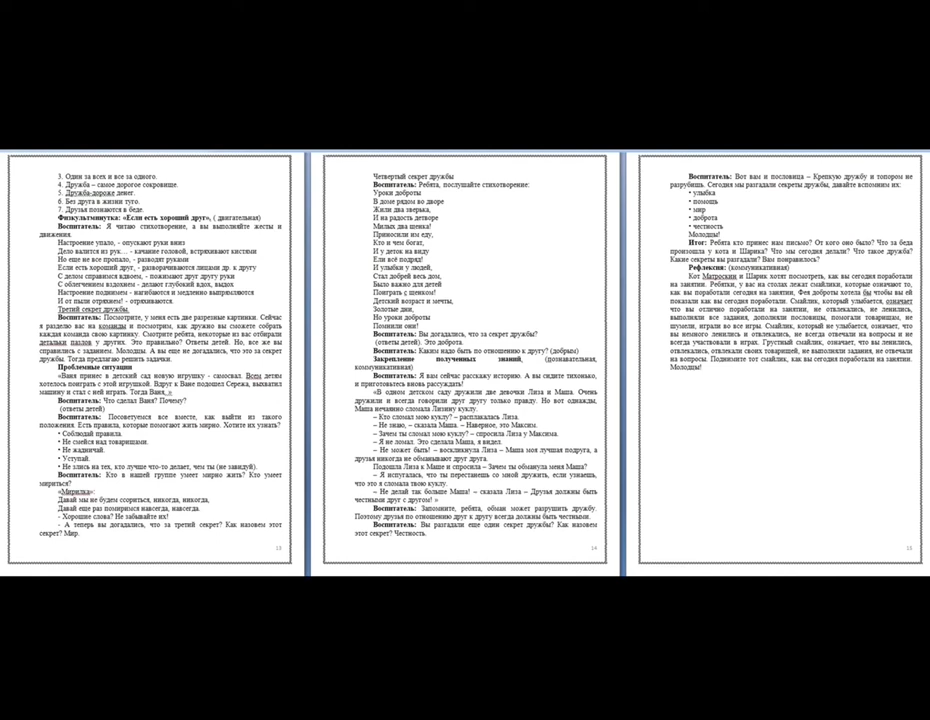 3. Один за всех и все за одного.
4. Дружба – самое дорогое сокровище.
5. Дружба-дороже денег.
6. Без друга в жизни туго.
7. Друзья познаются в беде.
Физкультминутка: «Если есть хороший друг», ( двигательная)
Воспитатель: Я читаю стихотворение, а вы выполняйте жесты и
движения.
Настроение упало, - опускают руки вниз
Дело валится из рук… - качание головой, встряхивают кистями
Но еще не все пропало, - разводят руками
Если есть хороший друг, - разворачиваются лицами др. к другу
С делом справимся вдвоем, - пожимают друг другу руки
С облегчением вздохнем - делают глубокий вдох, выдох
Настроение поднимем - нагибаются и медленно выпрямляются
И от пыли отряхнем! - отряхиваются.
Третий секрет дружбы.
Воспитатель: Посмотрите, у меня есть две разрезные картинки. Сейчас
я разделю вас на команды и посмотрим, как дружно вы сможете собрать
каждая команда свою картинку. Смотрите ребята, некоторые из вас отбирали
детальки пазлов у других. Это правильно? Ответы детей. Но, все же вы
справились с заданием. Молодцы. А вы еще не догадались, что это за секрет
дружбы. Тогда предлагаю решить задачки.
Проблемные ситуации
«Ваня принес в детский сад новую игрушку - самосвал. Всем детям
хотелось поиграть с этой игрушкой. Вдруг к Ване подошел Сережа, выхватил
машину и стал с ней играть. Тогда Ваня. »
Воспитатель: Что сделал Ваня? Почему?
(ответы детей)
Воспитатель: Посоветуемся все вместе, как выйти из такого
положения. Есть правила, которые помогают жить мирно. Хотите их узнать?
• Соблюдай правила.
• Не смейся над товарищами.
• Не жадничай.
• Уступай.
• Не злись на тех, кто лучше что-то делает, чем ты (не завидуй).
Воспитатель: Кто в нашей группе умеет мирно жить? Кто умеет
мириться?
«Мирилка»:
Давай мы не будем ссориться, никогда, никогда,
Давай еще раз помиримся навсегда, навсегда.
- Хорошие слова? Не забывайте их!
- А теперь вы догадались, что за третий секрет? Как назовем этот
секрет? Мир.
13
Четвертый секрет дружбы
Воспитатель: Ребята, послушайте стихотворение:
Уроки доброты
В доме рядом во дворе
Жили два зверька,
И на радость детворе
Милых два щенка!
Приносили им еду,
Кто и чем богат,
И у деток на виду
Ели всё подряд!
И улыбки у людей,
Стал добрей весь дом,
Было важно для детей
Поиграть с щенком!
Детский возраст и мечты,
Золотые дни,
Но уроки доброты
Помнили они!
Воспитатель: Вы догадались, что за секрет дружбы?
(ответы детей). Это доброта.
Воспитатель: Каким надо быть по отношению к другу? (добрым)
Закрепление полученных знаний, (познавательная,
коммуникативная)
Воспитатель: Я вам сейчас расскажу историю. А вы сидите тихонько,
и приготовьтесь вновь рассуждать!
«В одном детском саду дружили две девочки Лиза и Маша. Очень
дружили и всегда говорили друг другу только правду. Но вот однажды,
Маша нечаянно сломала Лизину куклу.
– Кто сломал мою куклу? – расплакалась Лиза.
– Не знаю, – сказала Маша. – Наверное, это Максим.
– Зачем ты сломал мою куклу? – спросила Лиза у Максима.
– Я не ломал. Это сделала Маша, я видел.
– Не может быть! – воскликнула Лиза – Маша моя лучшая подруга, а
друзья никогда не обманывают друг друга.
Подошла Лиза к Маше и спросила – Зачем ты обманула меня Маша?
– Я испугалась, что ты перестанешь со мной дружить, если узнаешь,
что это я сломала твою куклу.
– Не делай так больше Маша! – сказала Лиза – Друзья должны быть
честными друг с другом! »
Воспитатель: Запомните, ребята, обман может разрушить дружбу.
Поэтому друзья по отношению друг к другу всегда должны быть честными.
Воспитатель: Вы разгадали еще один секрет дружбы? Как назовем
этот секрет? Честность.
14
Воспитатель: Вот вам и пословица – Крепкую дружбу и топором не
разрубишь. Сегодня мы разгадали секреты дружбы, давайте вспомним их:
• улыбка
• помощь
• мир
• доброта
• честность
Молодцы!
Итог: Ребята кто принес нам письмо? От кого оно было? Что за беда
произошла у кота и Шарика? Что мы сегодня делали? Что такое дружба?
Какие секреты вы разгадали? Вам понравилось?
Рефлексия: (коммуникативная)
Кот Матроскин и Шарик хотят посмотреть, как вы сегодня поработали
на занятии. Ребятки, у вас на столах лежат смайлики, которые означают то,
как вы поработали сегодня на занятии, Фея доброты хотела бы чтобы вы ей
показали как вы сегодня поработали. Смайлик, который улыбается, означает
что вы отлично поработали на занятии, не отвлекались, не ленились,
выполняли все задания, дополняли пословицы, помогали товарищам, не
шумели, играли во все игры. Смайлик, который не улыбается, означает, что
вы немного ленились и отвлекались, не всегда отвечали на вопросы и не
всегда участвовали в играх. Грустный смайлик, означает, что вы ленились,
отвлекались, отвлекали своих товарищей, не выполняли задания, не отвечали
на вопросы. Поднимите тот смайлик, как вы сегодня поработали на занятии.
Молодцы!
15